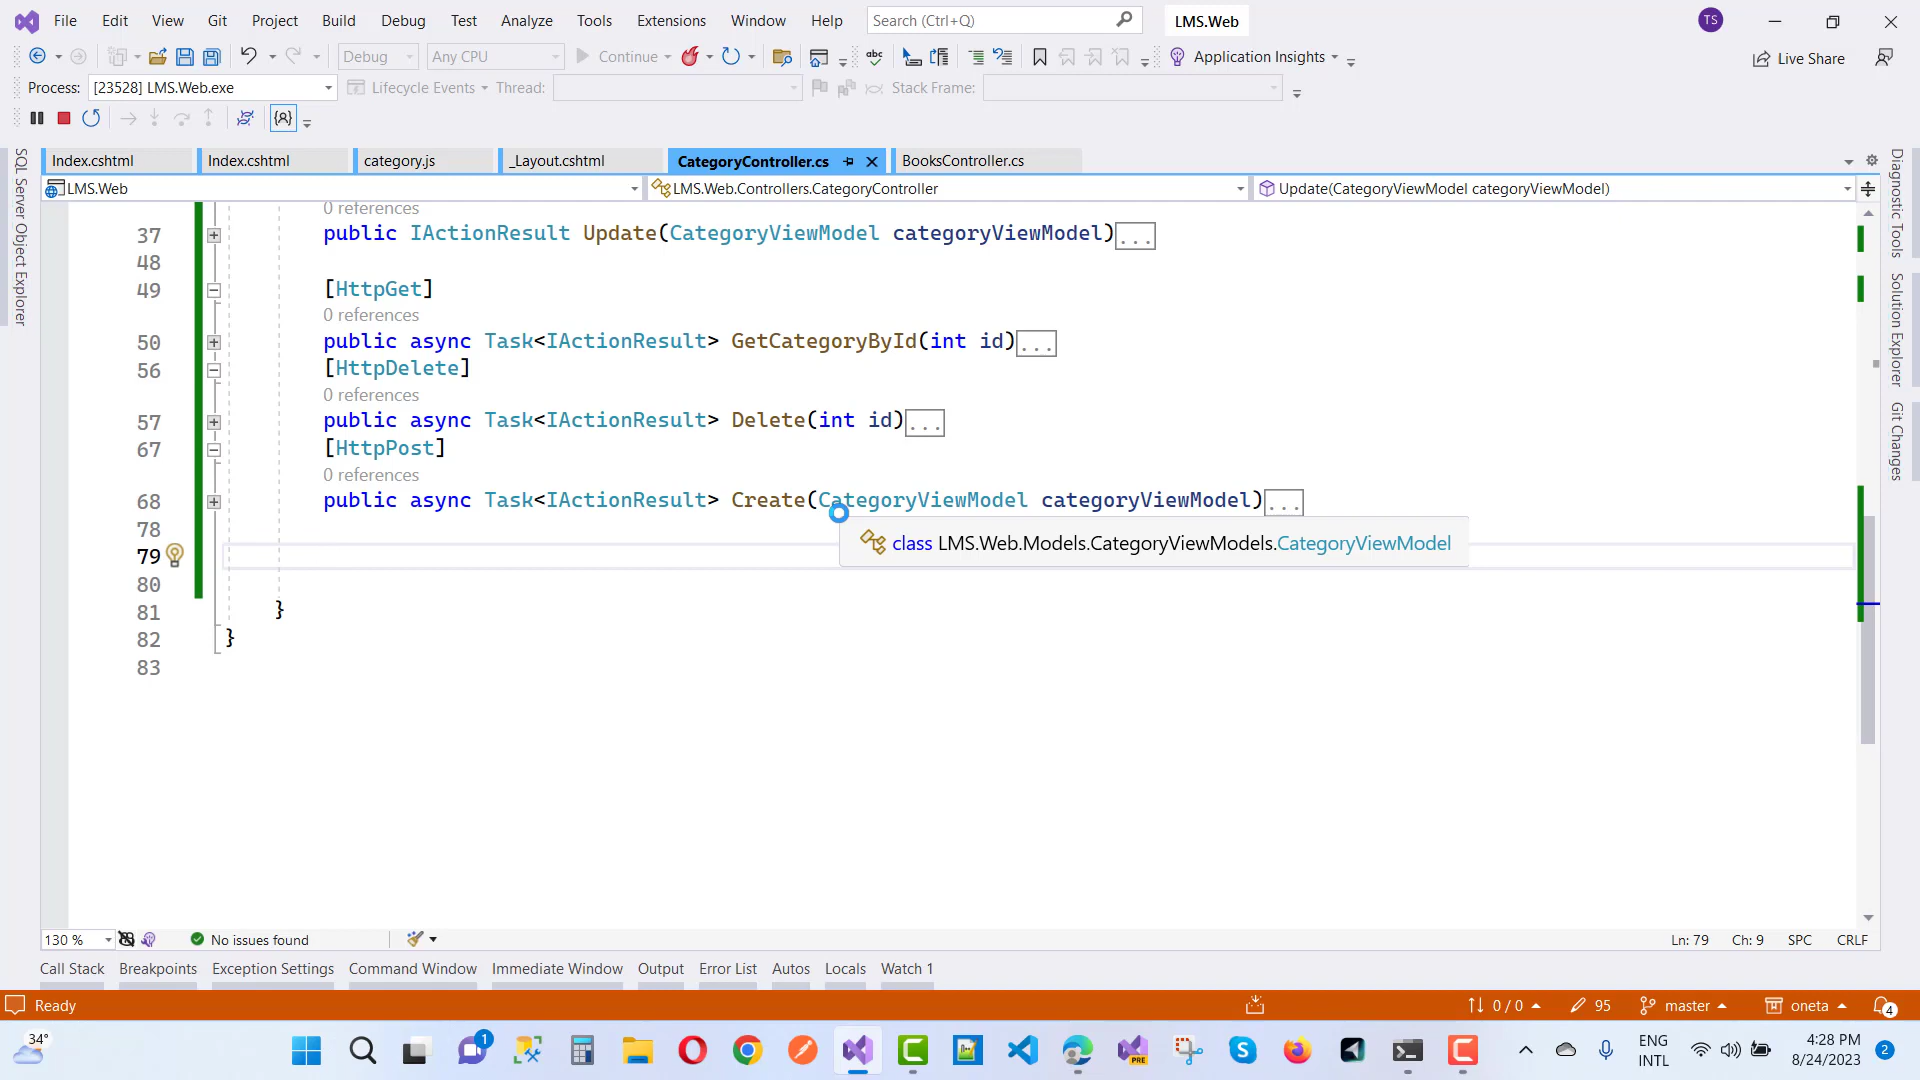 File Edit View Git Project Build Debug Test Analyze Tools Extensions Window Help Search (Ctrl+Q) LMS.Web TS
Debug Any CPU Continue Application Insights Live Share
Process: [23528] LMS.Web.exe Lifecycle Events Thread: Stack Frame:
Index.cshtml Index.cshtml category.js _Layout.cshtml CategoryController.cs BooksController.cs
LMS.Web LMS.Web.Controllers.CategoryController Update(CategoryViewModel categoryViewModel)
SQL Server Object Explorer
Diagnostic Tools
Solution Explorer
Git Changes
0 references
37 public IActionResult Update(CategoryViewModel categoryViewModel)...
48
49 [HttpGet]
0 references
50 public async Task<IActionResult> GetCategoryById(int id)...
56 [HttpDelete]
0 references
57 public async Task<IActionResult> Delete(int id)...
67 [HttpPost]
0 references
68 public async Task<IActionResult> Create(CategoryViewModel categoryViewModel)...
78
class LMS.Web.Models.CategoryViewModels.CategoryViewModel
79
80
81 }
82 }
83
130 % No issues found Ln: 79 Ch: 9 SPC CRLF
Call Stack Breakpoints Exception Settings Command Window Immediate Window Output Error List Autos Locals Watch 1
Ready 0 / 0 95 master oneta 4
34° 1 PRE ENG INTL 4:28 PM 8/24/2023 2